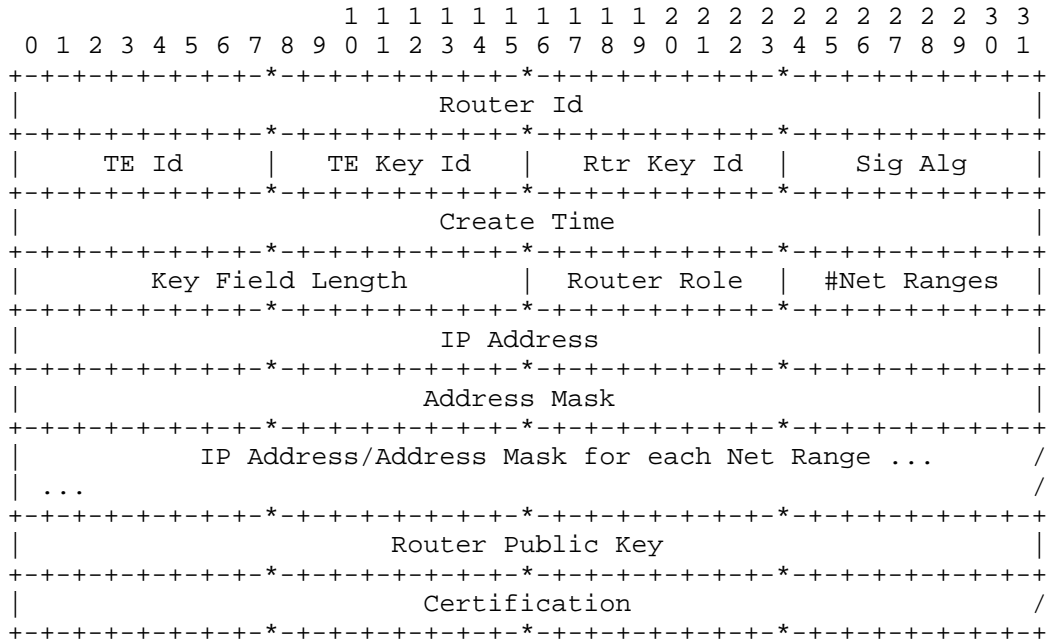 1 1 1 1 1 1 1 1 1 1 2 2 2 2 2 2 2 2 2 2 3 3
 0 1 2 3 4 5 6 7 8 9 0 1 2 3 4 5 6 7 8 9 0 1 2 3 4 5 6 7 8 9 0 1
+-+-+-+-+-+-+-+-*-+-+-+-+-+-+-+-*-+-+-+-+-+-+-+-*-+-+-+-+-+-+-+-+
|                          Router Id                            |
+-+-+-+-+-+-+-+-*-+-+-+-+-+-+-+-*-+-+-+-+-+-+-+-*-+-+-+-+-+-+-+-+
|     TE Id     |   TE Key Id   |   Rtr Key Id  |    Sig Alg    |
+-+-+-+-+-+-+-+-*-+-+-+-+-+-+-+-*-+-+-+-+-+-+-+-*-+-+-+-+-+-+-+-+
|                          Create Time                          |
+-+-+-+-+-+-+-+-*-+-+-+-+-+-+-+-*-+-+-+-+-+-+-+-*-+-+-+-+-+-+-+-+
|        Key Field Length       |  Router Role  |  #Net Ranges  |
+-+-+-+-+-+-+-+-*-+-+-+-+-+-+-+-*-+-+-+-+-+-+-+-*-+-+-+-+-+-+-+-+
|                          IP Address                           |
+-+-+-+-+-+-+-+-*-+-+-+-+-+-+-+-*-+-+-+-+-+-+-+-*-+-+-+-+-+-+-+-+
|                         Address Mask                          |
+-+-+-+-+-+-+-+-*-+-+-+-+-+-+-+-*-+-+-+-+-+-+-+-*-+-+-+-+-+-+-+-+
|           IP Address/Address Mask for each Net Range ...      /
| ...                                                           /
+-+-+-+-+-+-+-+-*-+-+-+-+-+-+-+-*-+-+-+-+-+-+-+-*-+-+-+-+-+-+-+-+
|                       Router Public Key                       |
+-+-+-+-+-+-+-+-*-+-+-+-+-+-+-+-*-+-+-+-+-+-+-+-*-+-+-+-+-+-+-+-+
|                         Certification                         /
+-+-+-+-+-+-+-+-*-+-+-+-+-+-+-+-*-+-+-+-+-+-+-+-*-+-+-+-+-+-+-+-+